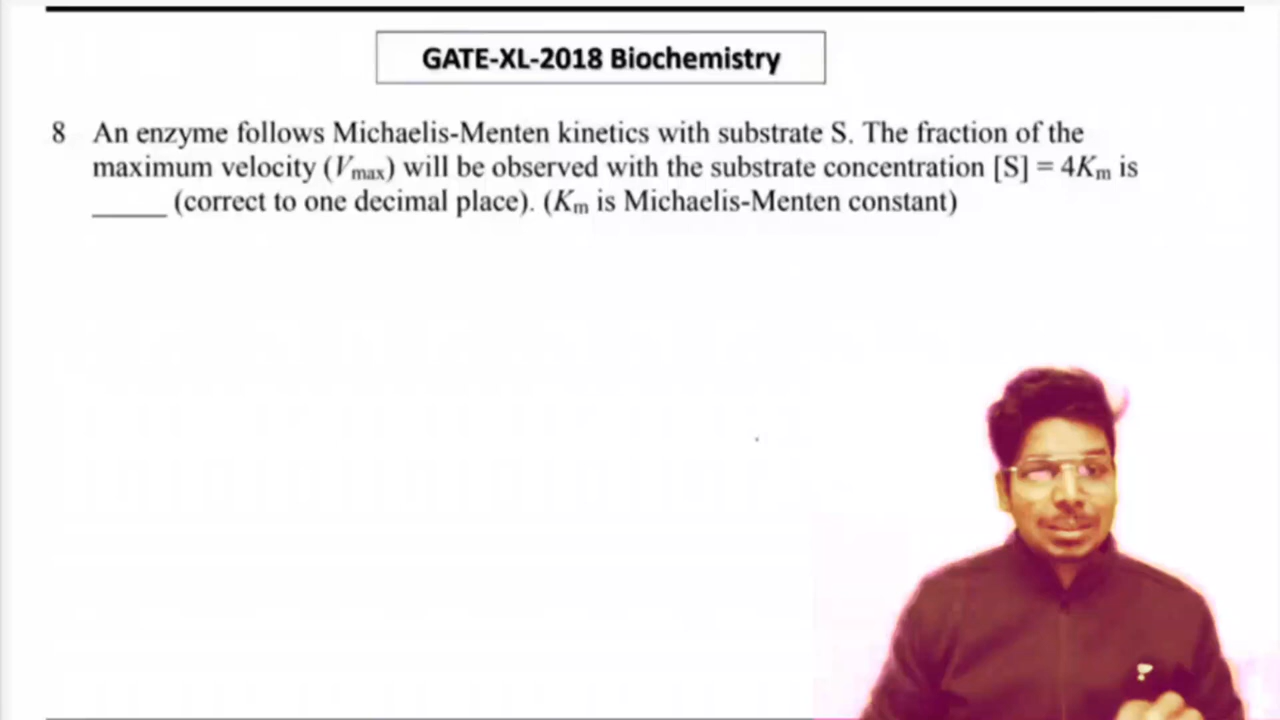 GATE-XL-2018 Biochemistry
8 An enzyme follows Michaelis-Menten kinetics with substrate S. The fraction of the
maximum velocity (Vmax) will be observed with the substrate concentration [S] = 4Km is
_____ (correct to one decimal place). (Km is Michaelis-Menten constant)